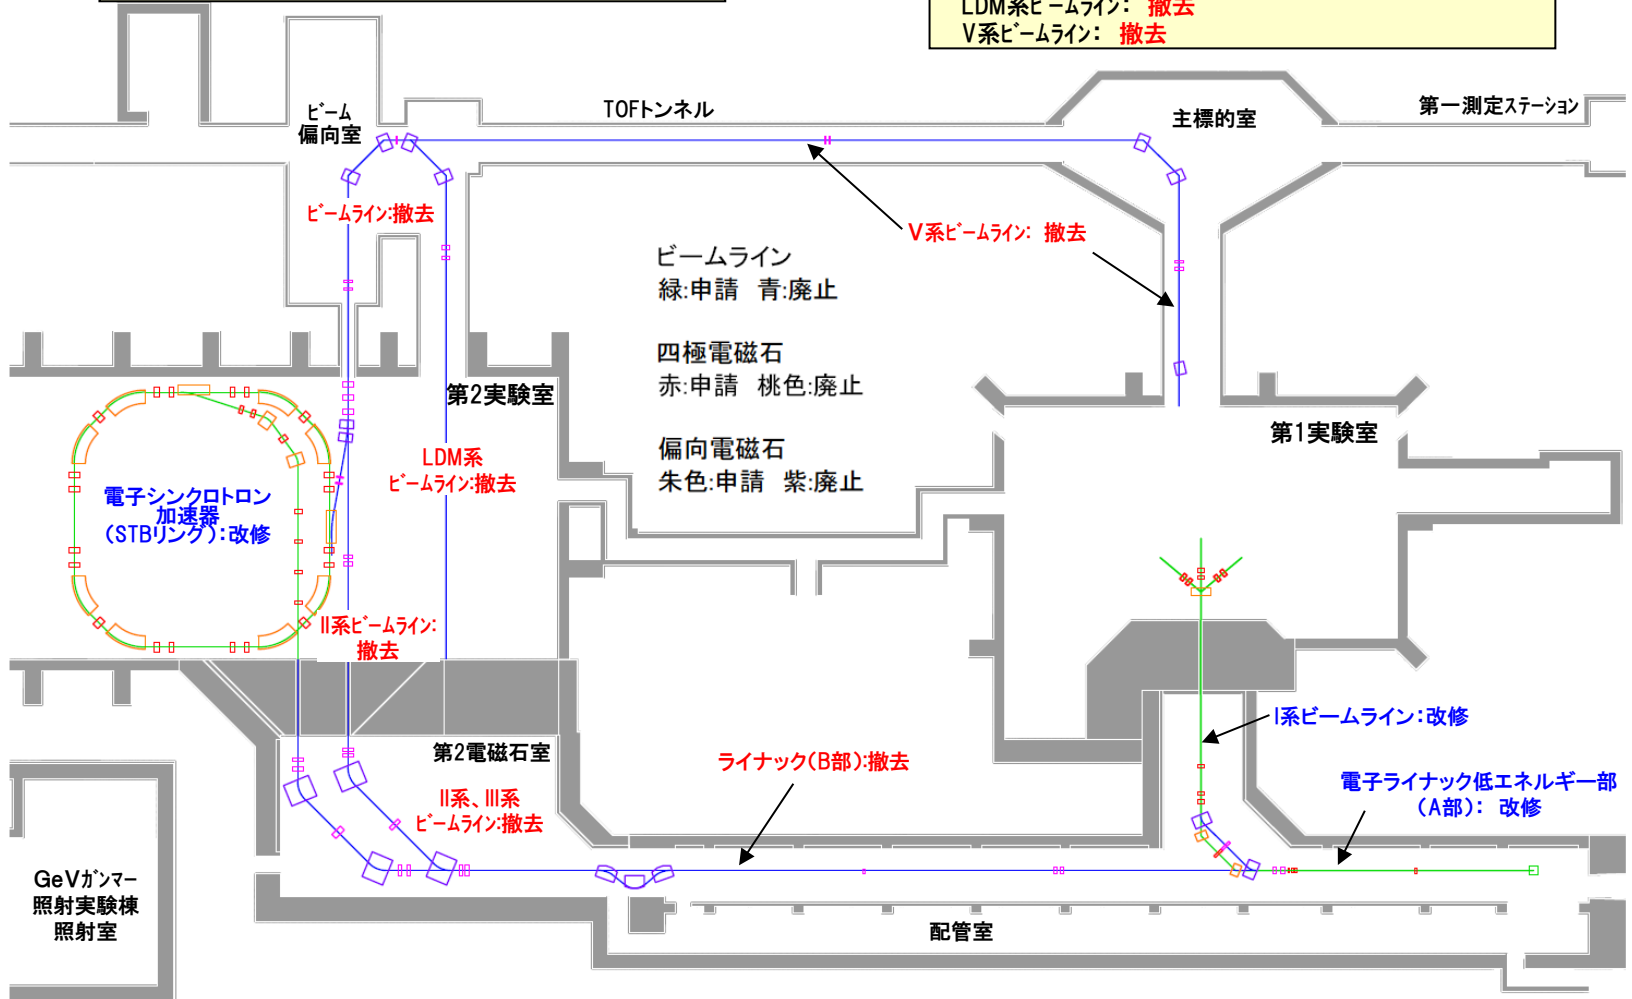 LDM系ビームライン： 撤去
V系ビームライン： 撤去
ビーム
偏向室
TOFトンネル
主標的室
第一測定ステーション
ビームライン:撤去
V系ビームライン： 撤去
ビームライン
緑:申請 青:廃止
四極電磁石
赤:申請 桃色:廃止
偏向電磁石
朱色:申請 紫:廃止
第2実験室
第1実験室
LDM系
ビームライン:撤去
電子シンクロトロン
加速器
(STBリング):改修
II系ビームライン:
撤去
I系ビームライン：改修
第2電磁石室
ライナック(B部):撤去
II系、III系
ビームライン:撤去
電子ライナック低エネルギー部
(A部)： 改修
GeVガンマー
照射実験棟
照射室
配管室